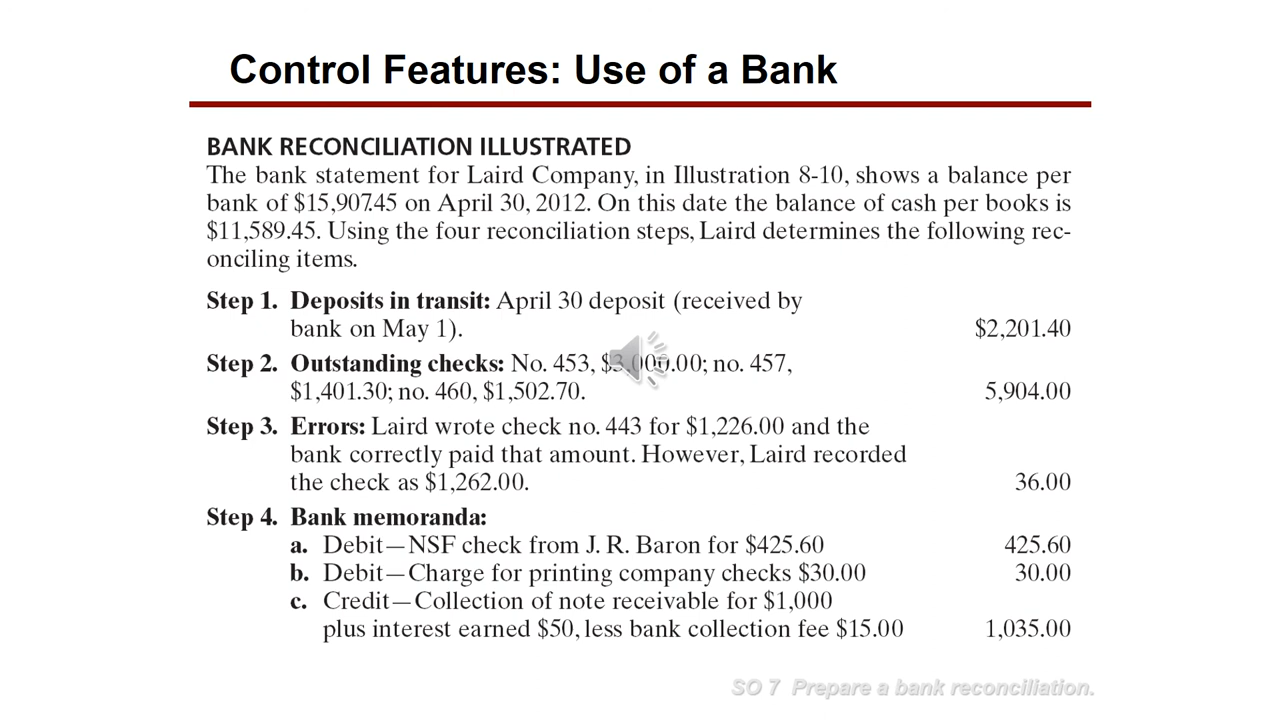 Control Features: Use of a Bank
BANK RECONCILIATION ILLUSTRATED
The bank statement for Laird Company, in Illustration 8-10, shows a balance per
bank of $15,907.45 on April 30, 2012. On this date the balance of cash per books is
$11,589.45. Using the four reconciliation steps, Laird determines the following rec-
onciling items.
Step 1. Deposits in transit: April 30 deposit (received by
bank on May 1). $2,201.40
Step 2. Outstanding checks: No. 453, $3,000.00; no. 457,
$1,401.30; no. 460, $1,502.70. 5,904.00
Step 3. Errors: Laird wrote check no. 443 for $1,226.00 and the
bank correctly paid that amount. However, Laird recorded
the check as $1,262.00. 36.00
Step 4. Bank memoranda:
a. Debit—NSF check from J. R. Baron for $425.60 425.60
b. Debit—Charge for printing company checks $30.00 30.00
c. Credit—Collection of note receivable for $1,000
plus interest earned $50, less bank collection fee $15.00 1,035.00
SO 7 Prepare a bank reconciliation.